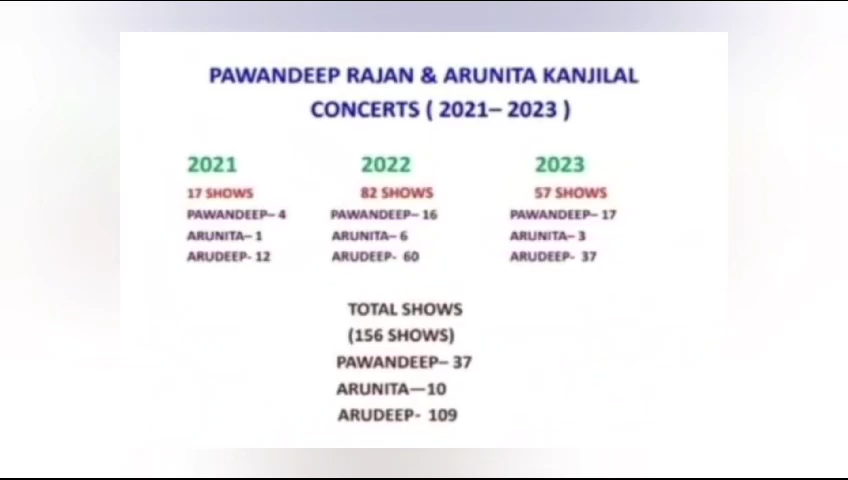 PAWANDEEP RAJAN & ARUNITA KANJILAL
CONCERTS ( 2021– 2023 )
2021
17 SHOWS
PAWANDEEP– 4
ARUNITA– 1
ARUDEEP- 12
2022
82 SHOWS
PAWANDEEP– 16
ARUNITA– 6
ARUDEEP- 60
2023
57 SHOWS
PAWANDEEP– 17
ARUNITA– 3
ARUDEEP- 37
TOTAL SHOWS
(156 SHOWS)
PAWANDEEP– 37
ARUNITA—10
ARUDEEP- 109